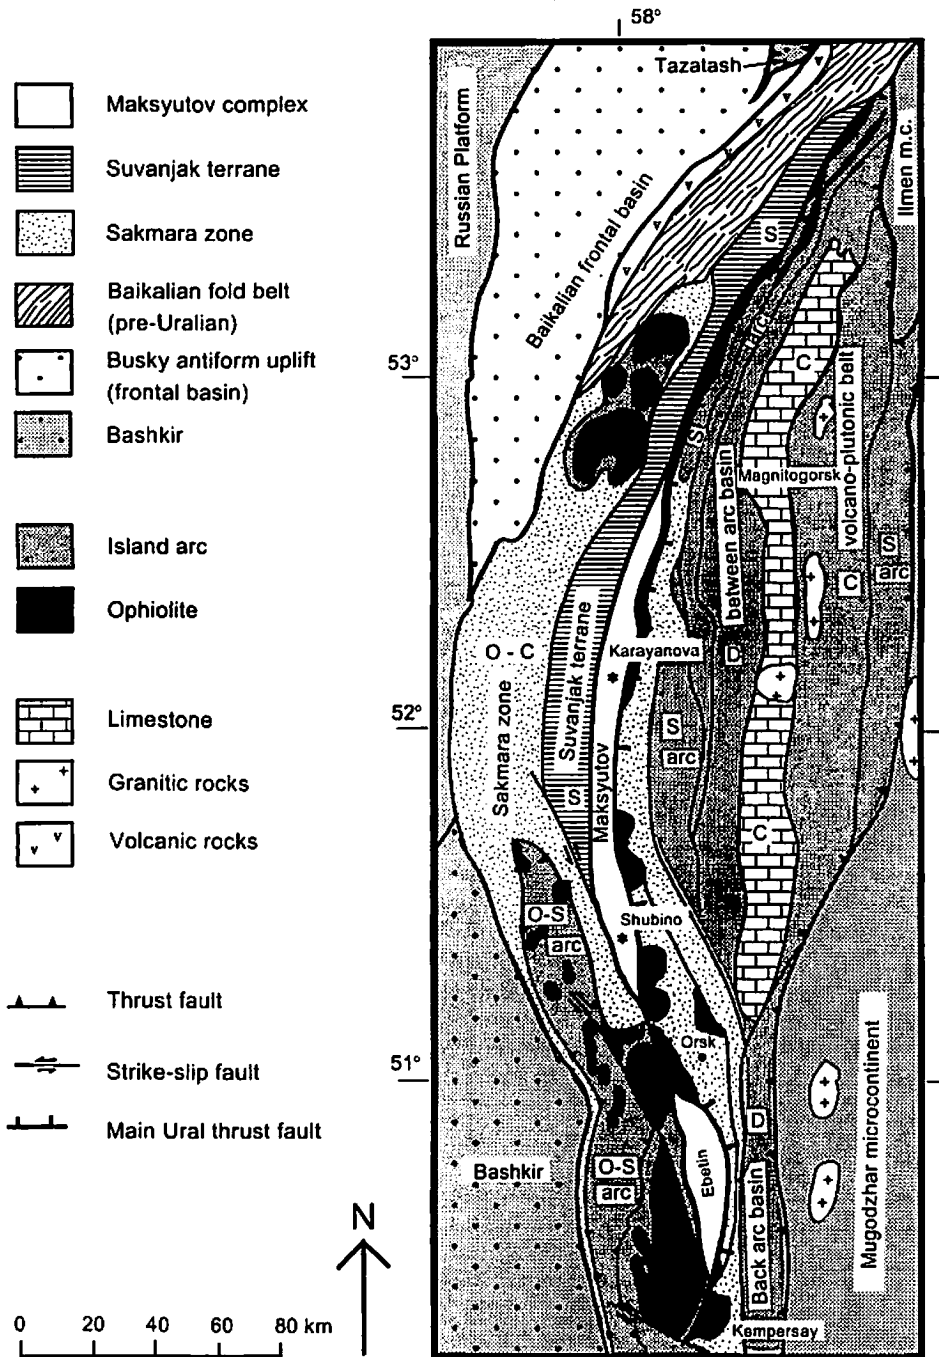 58°
Maksyutov complex
Suvanjak terrane
Sakmara zone
Baikalian fold belt
(pre-Uralian)
Busky antiform uplift
(frontal basin)
Bashkir
Island arc
Ophiolite
Limestone
Granitic rocks
Volcanic rocks
Thrust fault
Strike-slip fault
Main Ural thrust fault
N
0 20 40 60 80 km
53°
52°
51°
Tazatash
Russian Platform
Baikalian frontal basin
Ilmen m.c.
S
arc
C
volcano-plutonic belt
(S)
between arc basin
Magnitogorsk
S
arc
C
O - C
Karayanova
D
Suvanjak terrane
Sakmara zone
S
arc
S
Maksyutov
C
O-S
arc
Shubino
Orsk
Mugodzhar microcontinent
D
Bashkir
O-S
arc
Ebelin
Back arc basin
Kempersay